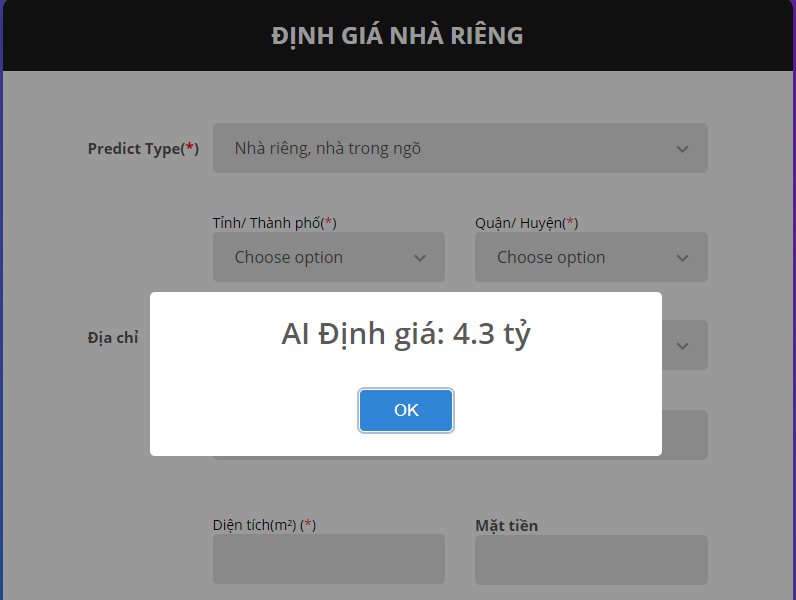 ĐỊNH GIÁ NHÀ RIÊNG
Predict Type(*)
Nhà riêng, nhà trong ngõ
Tỉnh/ Thành phố(*)
Quận/ Huyện(*)
Choose option
Choose option
Địa chỉ
AI Định giá: 4.3 tỷ
OK
Diện tích(m²) (*)
Mặt tiền